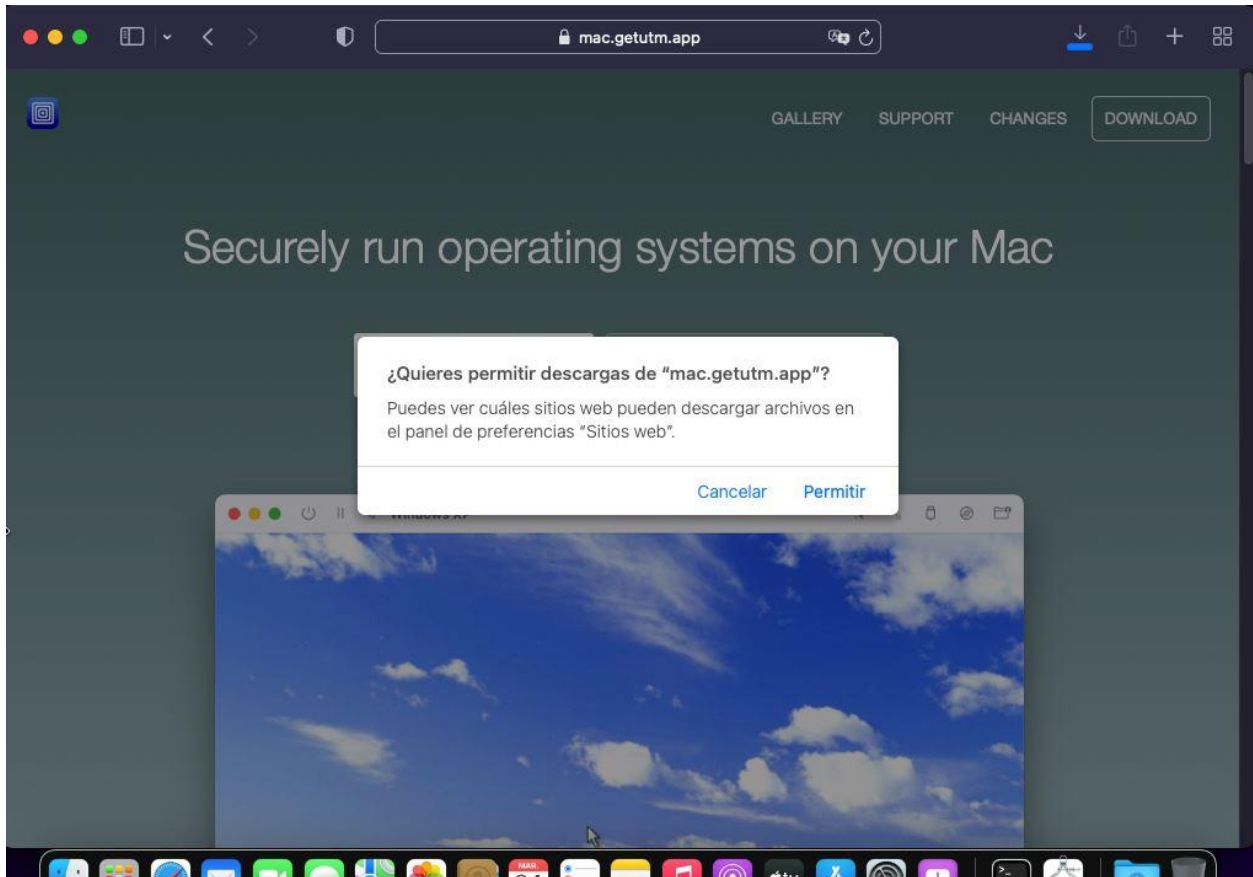 mac.getutm.app
GALLERY SUPPORT CHANGES DOWNLOAD
Securely run operating systems on your Mac
¿Quieres permitir descargas de “mac.getutm.app”?
Puedes ver cuáles sitios web pueden descargar archivos en
el panel de preferencias “Sitios web”.
Cancelar Permitir
MAR.